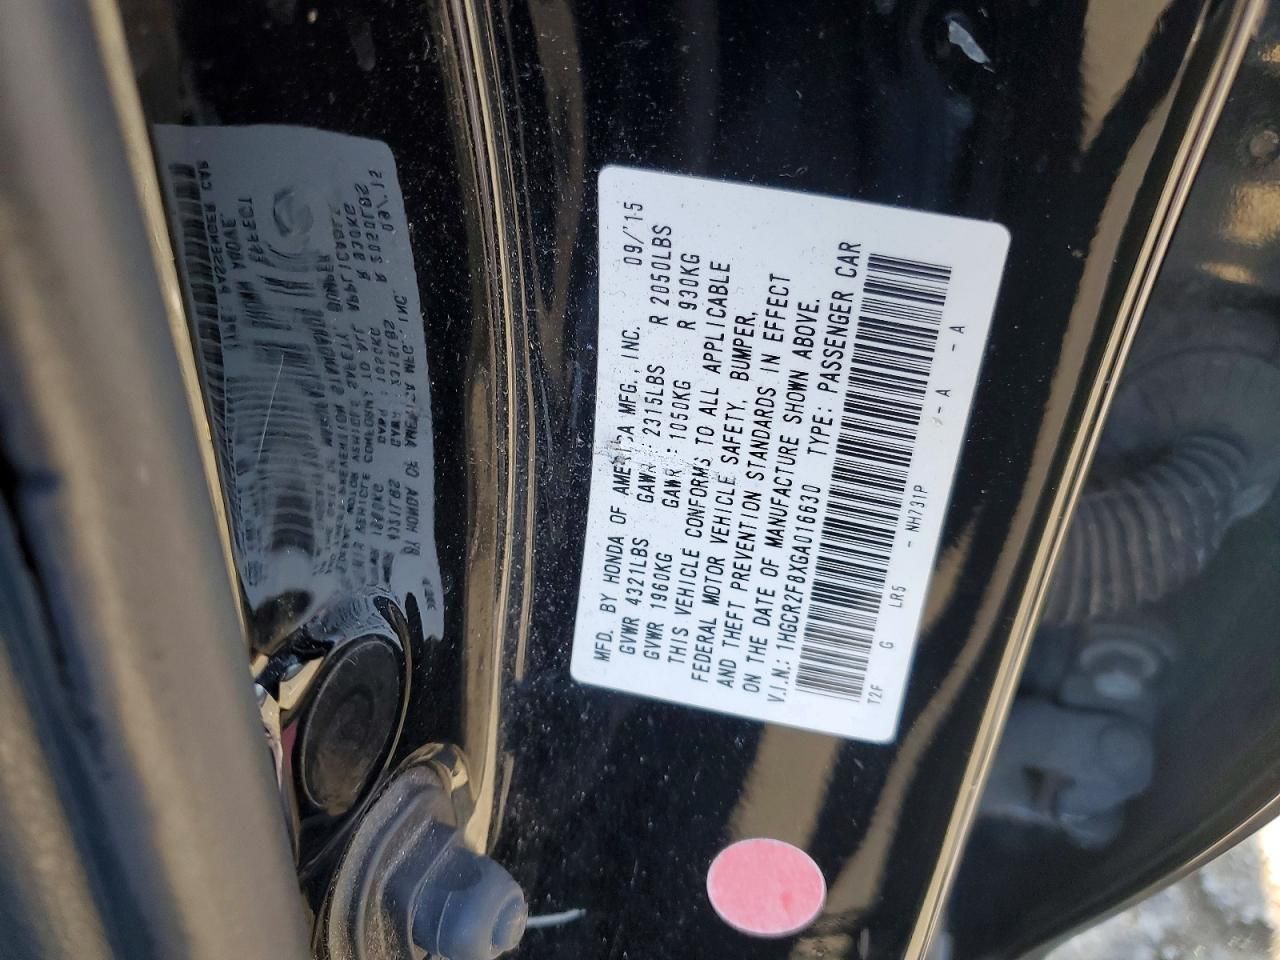 MFD. BY HONDA OF AMERICA MFG., INC. 09/'15
GVWR 4321LBS GAWR F 2315LBS R 2050LBS
GVWR 1960KG GAWR F 1050KG R 930KG
THIS VEHICLE CONFORMS TO ALL APPLICABLE
FEDERAL MOTOR VEHICLE SAFETY, BUMPER,
AND THEFT PREVENTION STANDARDS IN EFFECT
ON THE DATE OF MANUFACTURE SHOWN ABOVE.
V.I.N.: 1HGCR2F8XGA016630 TYPE: PASSENGER CAR
T2F G LR5 - NH731P - A - A